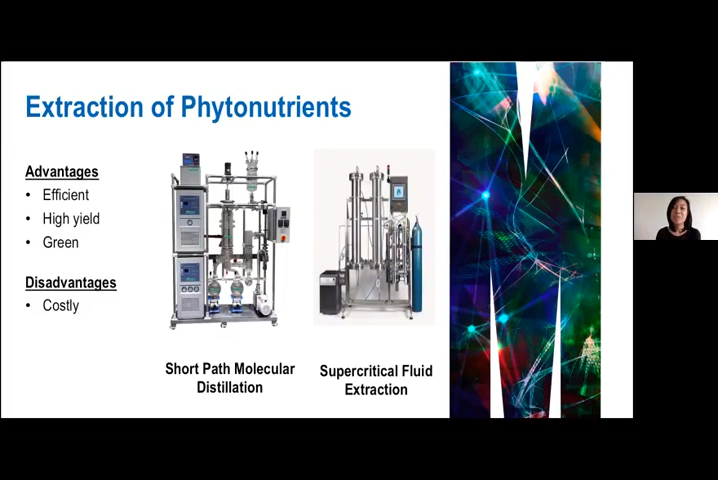 Extraction of Phytonutrients
Advantages
• Efficient
• High yield
• Green
Disadvantages
• Costly
Short Path Molecular
Distillation
Supercritical Fluid
Extraction